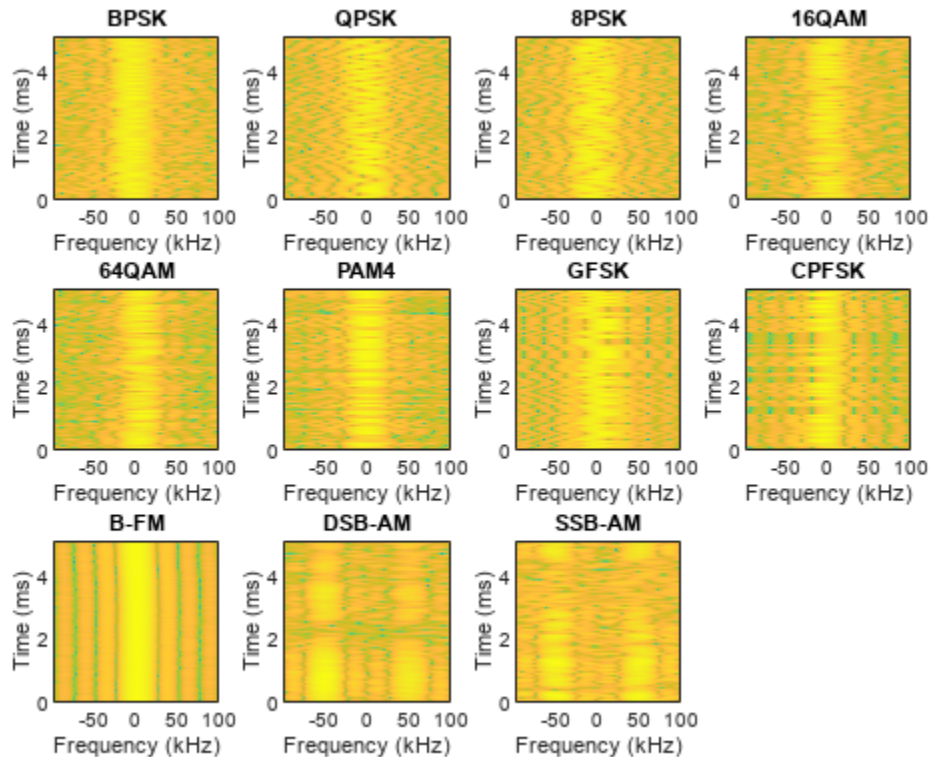 BPSK QPSK 8PSK 16QAM
Time (ms) Time (ms) Time (ms) Time (ms)
4 4 4 4
2 2 2 2
0 0 0 0
-50 0 50 100 -50 0 50 100 -50 0 50 100 -50 0 50 100
Frequency (kHz) Frequency (kHz) Frequency (kHz) Frequency (kHz)
64QAM PAM4 GFSK CPFSK
Time (ms) Time (ms) Time (ms) Time (ms)
4 4 4 4
2 2 2 2
0 0 0 0
-50 0 50 100 -50 0 50 100 -50 0 50 100 -50 0 50 100
Frequency (kHz) Frequency (kHz) Frequency (kHz) Frequency (kHz)
B-FM DSB-AM SSB-AM
Time (ms) Time (ms) Time (ms)
4 4 4
2 2 2
0 0 0
-50 0 50 100 -50 0 50 100 -50 0 50 100
Frequency (kHz) Frequency (kHz) Frequency (kHz)